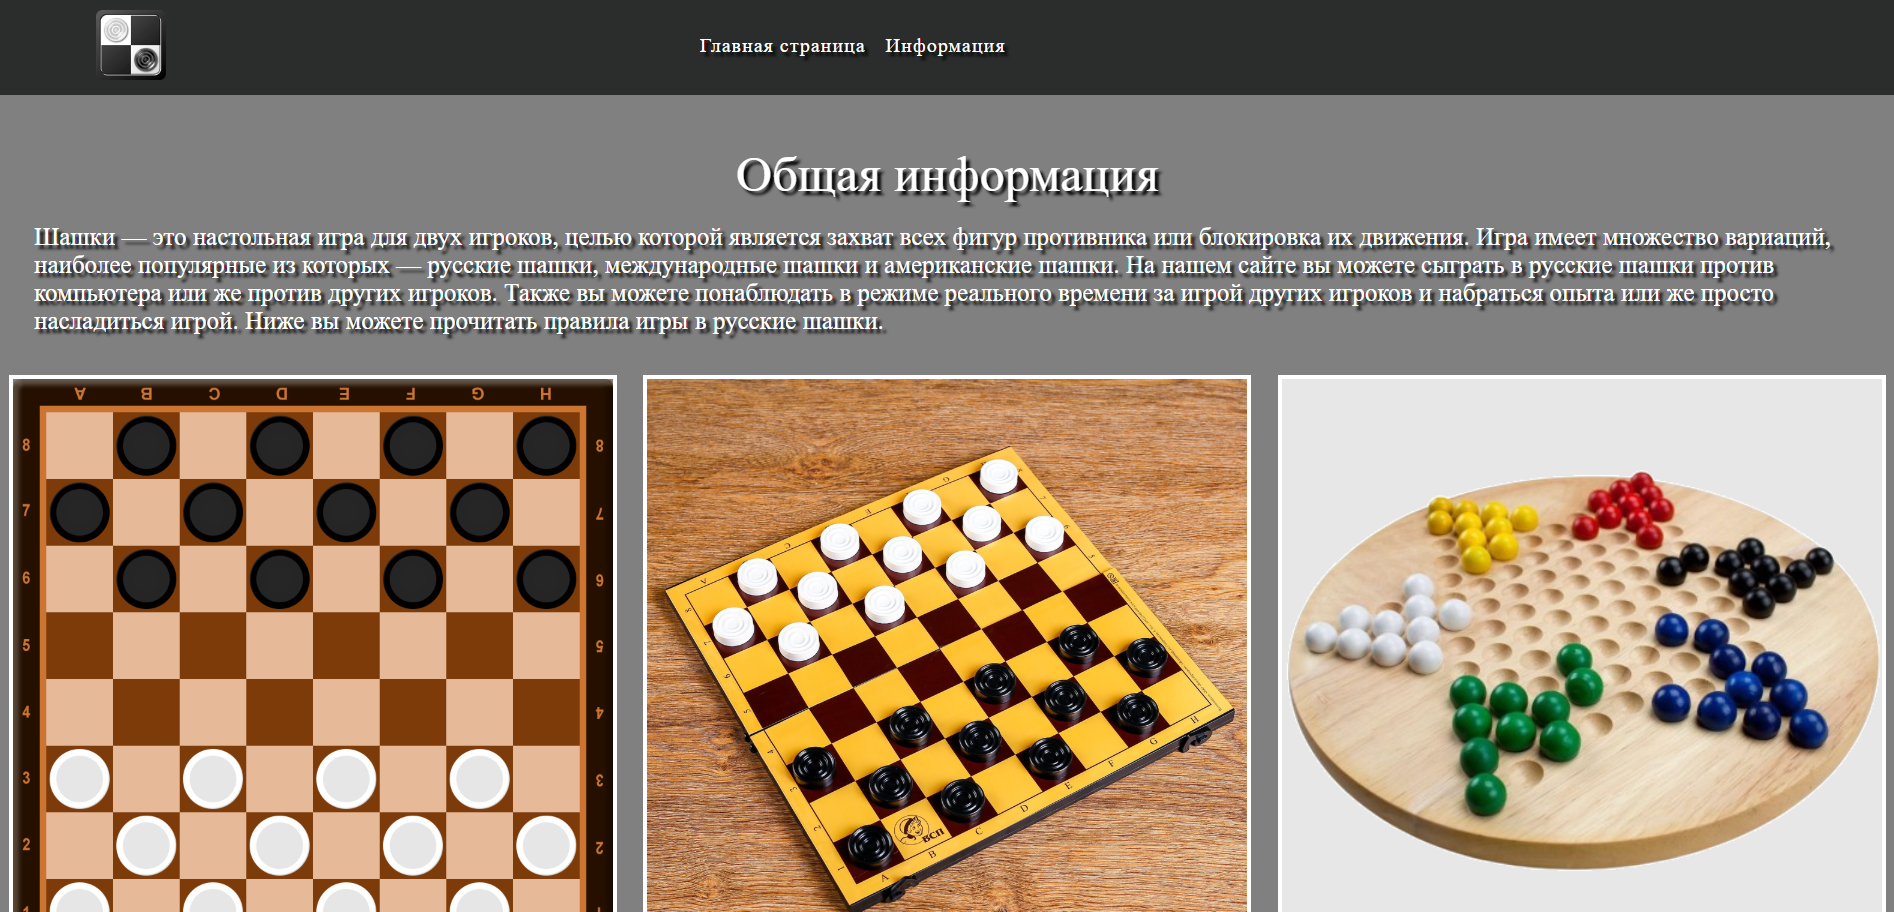 Главная страница Информация
Общая информация
Шашки — это настольная игра для двух игроков, целью которой является захват всех фигур противника или блокировка их движения. Игра имеет множество вариаций,
наиболее популярные из которых — русские шашки, международные шашки и американские шашки. На нашем сайте вы можете сыграть в русские шашки против
компьютера или же против других игроков. Также вы можете понаблюдать в режиме реального времени за игрой других игроков и набраться опыта или же просто
насладиться игрой. Ниже вы можете прочитать правила игры в русские шашки.
A B C D E F G H
8 8
7 7
6 6
5 5
4 4
3 3
2 2
ВСП
A B C D E F G H